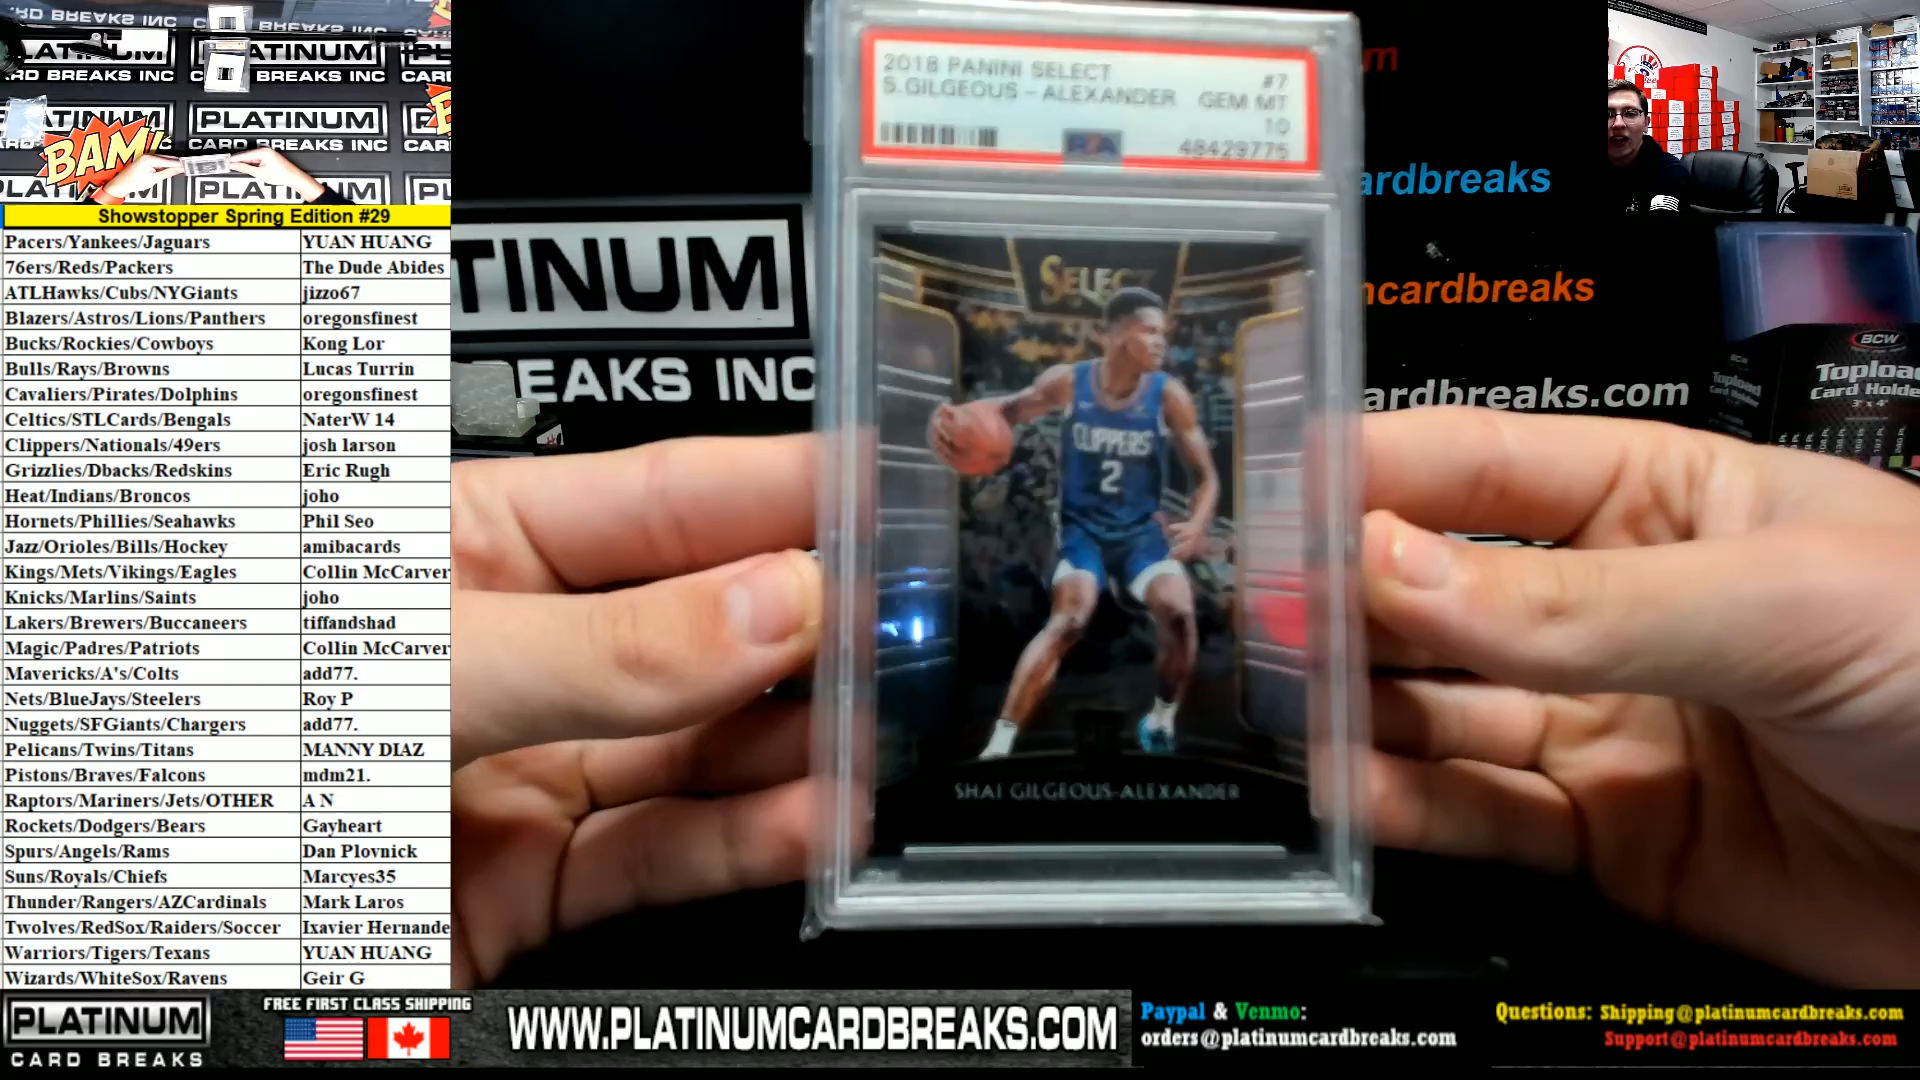 PLATINUM
CARD BREAKS INC
PLATINUM
CARD BREAKS INC
BAM!
Showstopper Spring Edition #29
Pacers/Yankees/Jaguars YUAN HUANG
76ers/Reds/Packers The Dude Abides
ATLHawks/Cubs/NYGiants jizzo67
Blazers/Astros/Lions/Panthers oregonsfinest
Bucks/Rockies/Cowboys Kong Lor
Bulls/Rays/Browns Lucas Turrin
Cavaliers/Pirates/Dolphins oregonsfinest
Celtics/STLCards/Bengals NaterW 14
Clippers/Nationals/49ers josh larson
Grizzlies/Dbacks/Redskins Eric Rugh
Heat/Indians/Broncos joho
Hornets/Phillies/Seahawks Phil Seo
Jazz/Orioles/Bills/Hockey amibacards
Kings/Mets/Vikings/Eagles Collin McCarver
Knicks/Marlins/Saints joho
Lakers/Brewers/Buccaneers tiffandshad
Magic/Padres/Patriots Collin McCarver
Mavericks/A's/Colts add77.
Nets/BlueJays/Steelers Roy P
Nuggets/SFGiants/Chargers add77.
Pelicans/Twins/Titans MANNY DIAZ
Pistons/Braves/Falcons mdm21.
Raptors/Mariners/Jets/OTHER A N
Rockets/Dodgers/Bears Gayheart
Spurs/Angels/Rams Dan Plovnick
Suns/Royals/Chiefs Marcyes35
Thunder/Rangers/AZCardinals Mark Laros
Twolves/RedSox/Raiders/Soccer Ixavier Hernande
Warriors/Tigers/Texans YUAN HUANG
Wizards/WhiteSox/Ravens Geir G
TINUM
EAKS INC
2018 PANINI SELECT #7
S.GILGEOUS - ALEXANDER GEM MT
10
PSA 48429775
SELECT
CLIPPERS
2
SHAI GILGEOUS-ALEXANDER
m
ardbreaks
ncardbreaks
cardbreaks.com
BCW
Topload
Card Holde
3" x 4"
PLATINUM
CARD BREAKS
FREE FIRST CLASS SHIPPING
WWW.PLATINUMCARDBREAKS.COM
Paypal & Venmo:
orders@platinumcardbreaks.com
Questions: Shipping@platinumcardbreaks.com
Support@platinumcardbreaks.com